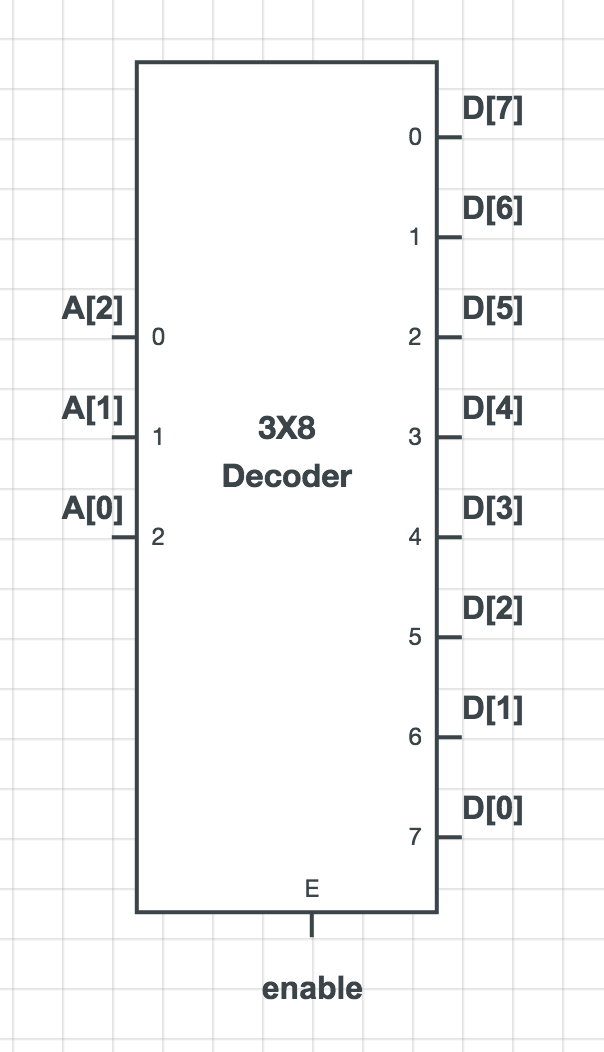 D[7]
0
D[6]
1
A[2]
D[5]
0
2
A[1]
D[4]
1
3X8
3
Decoder
A[0]
D[3]
2
4
D[2]
5
D[1]
6
D[0]
7
E
enable